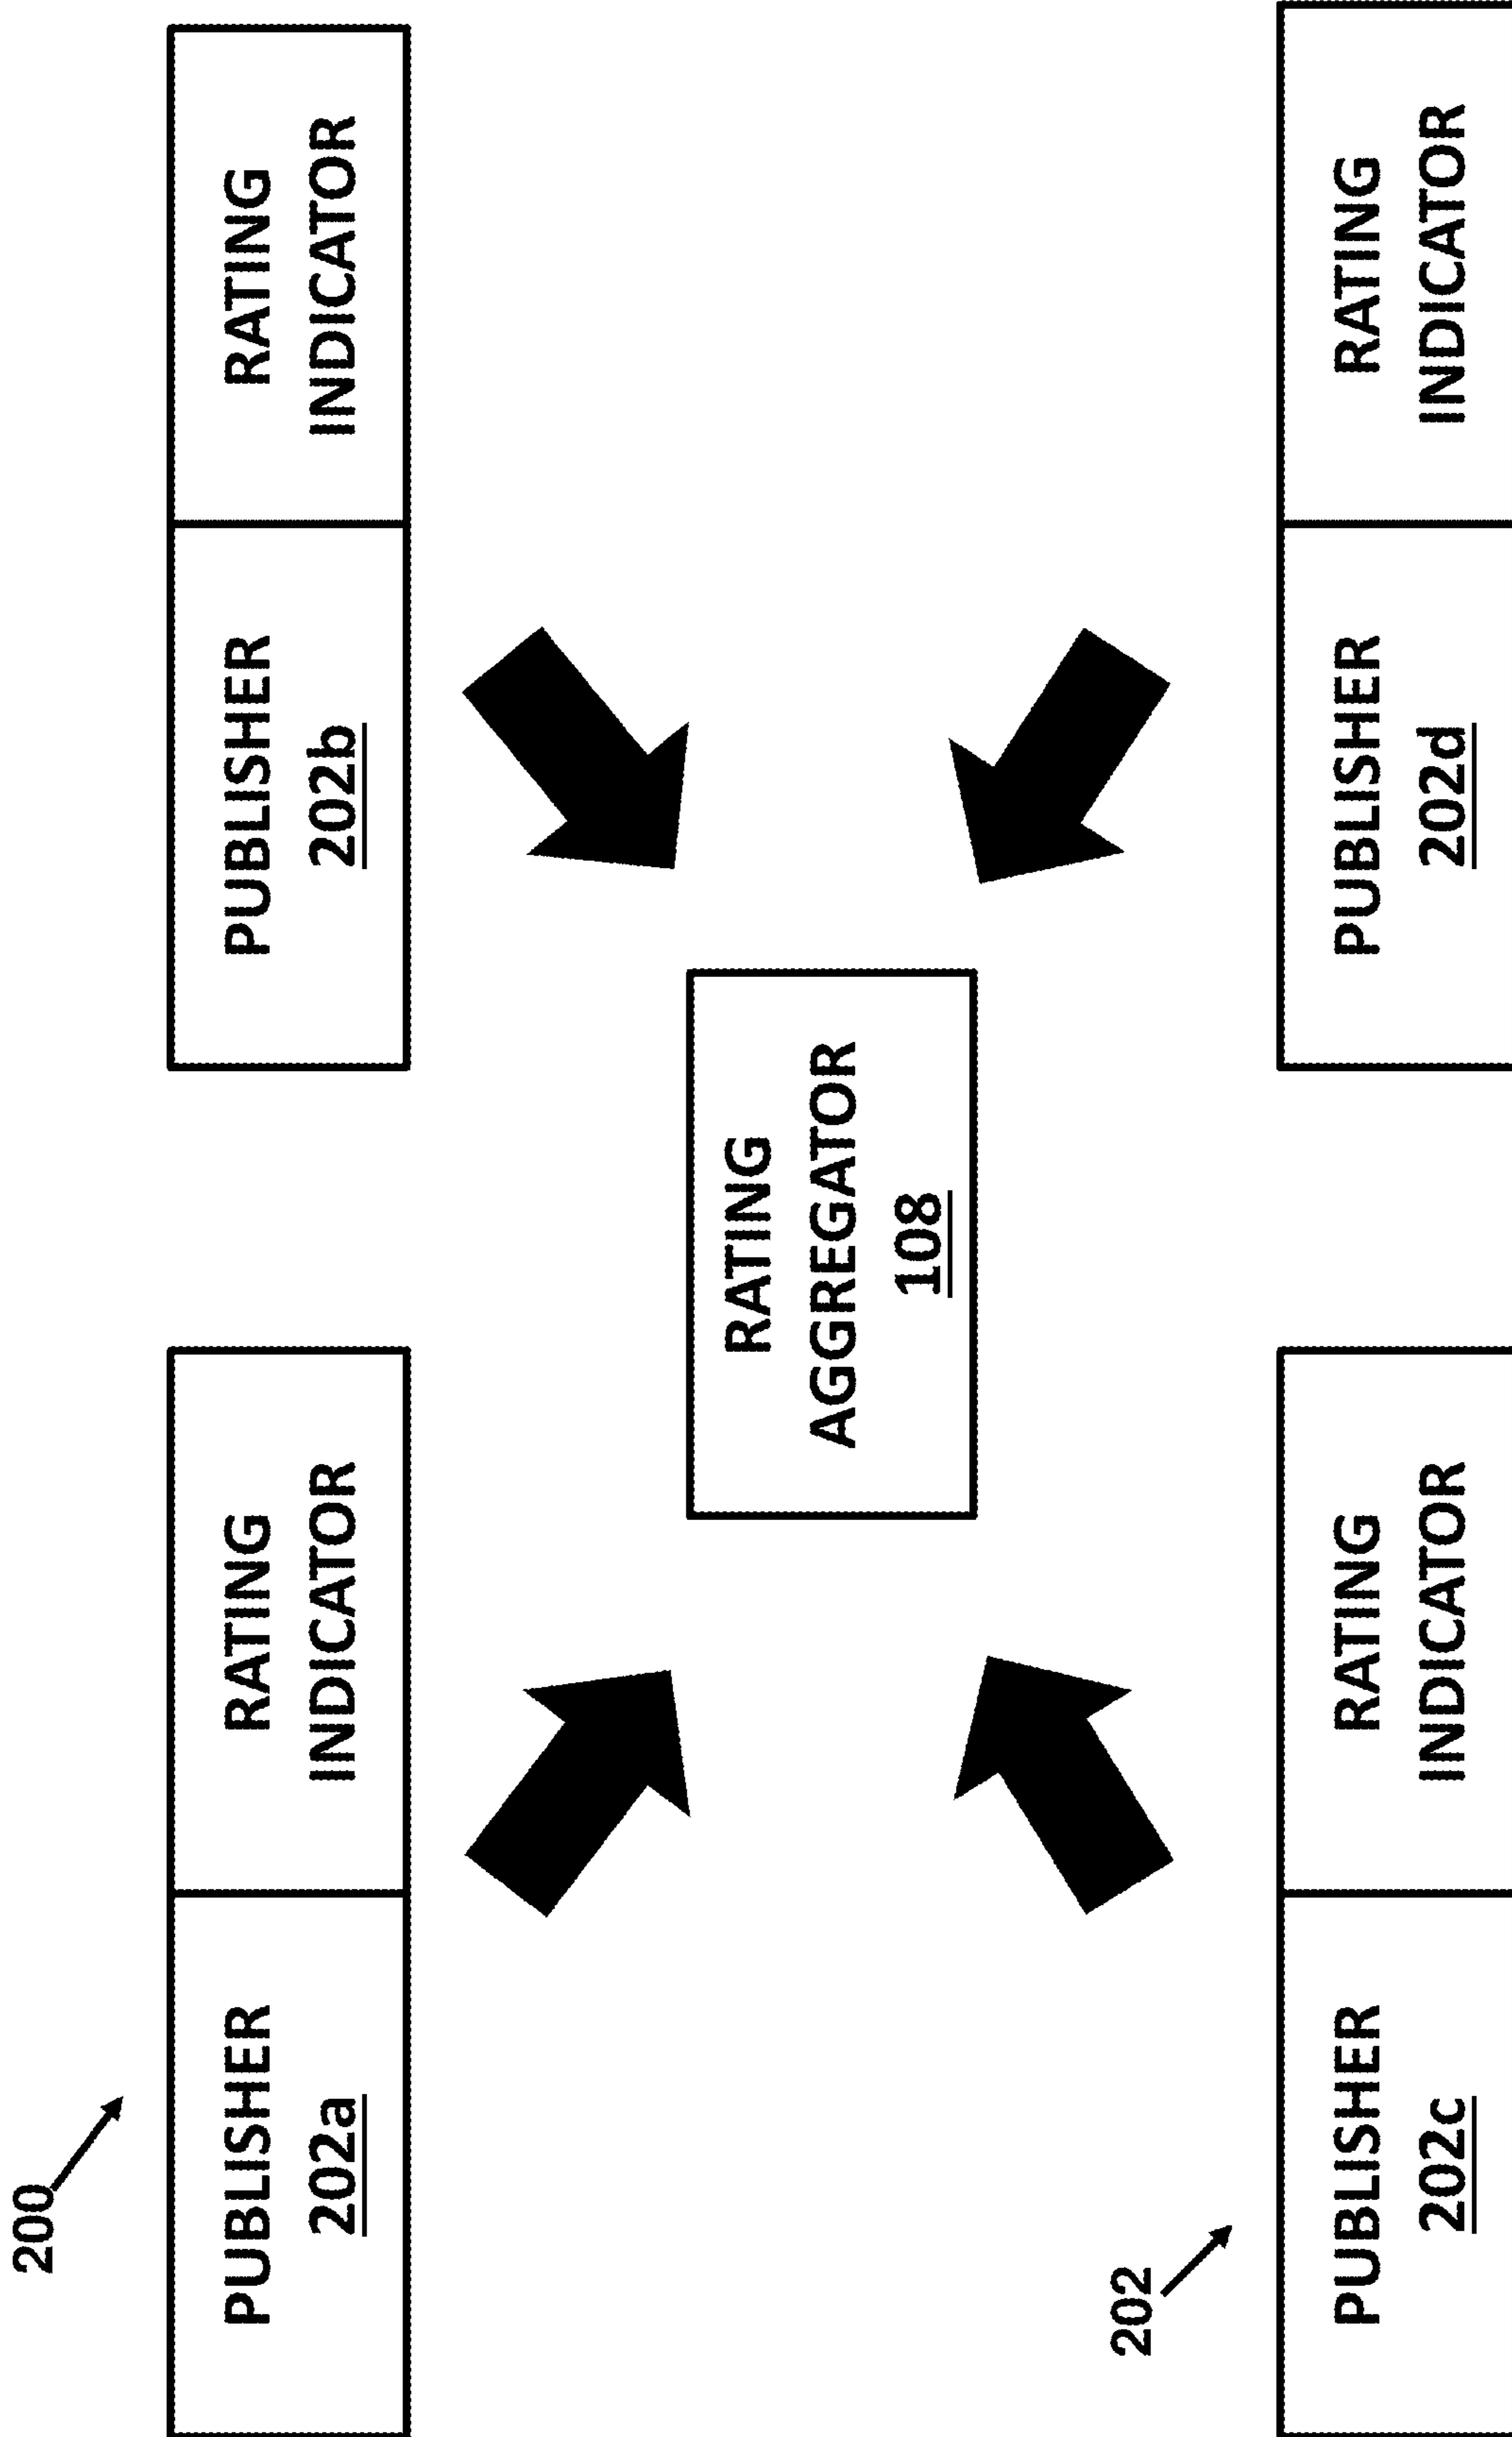 200
PUBLISHER
202a
RATING
INDICATOR
PUBLISHER
202b
RATING
INDICATOR
RATING
AGGREGATOR
108
202
PUBLISHER
202c
RATING
INDICATOR
PUBLISHER
202d
RATING
INDICATOR